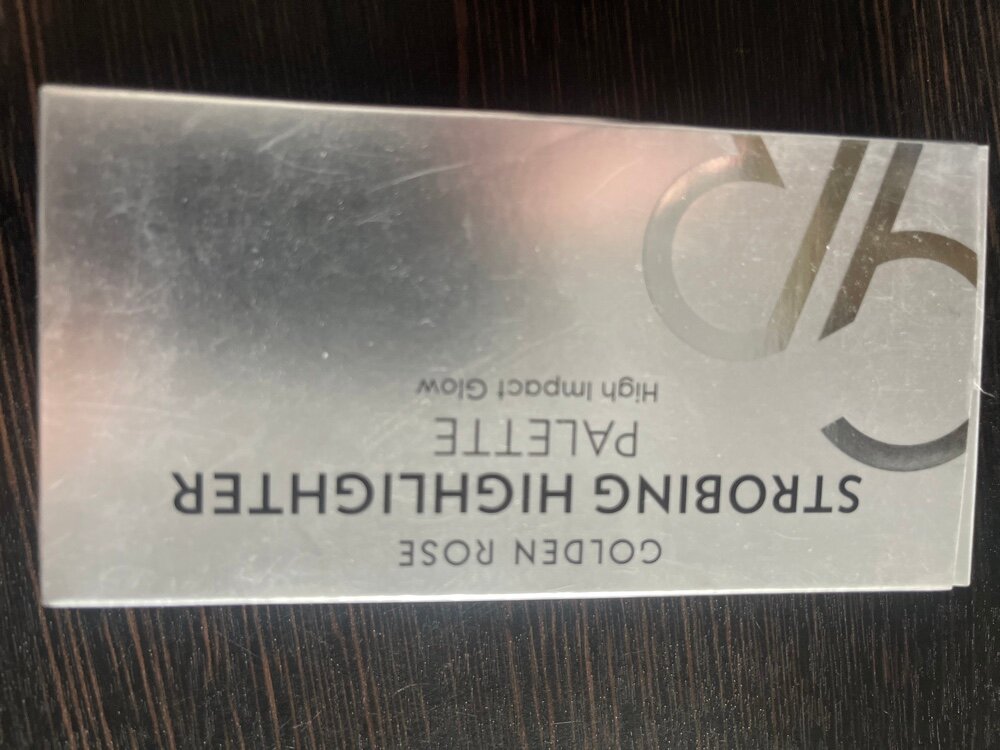 GOLDEN ROSE
STROBING HIGHLIGHTER
PALETTE
High Impact Glow